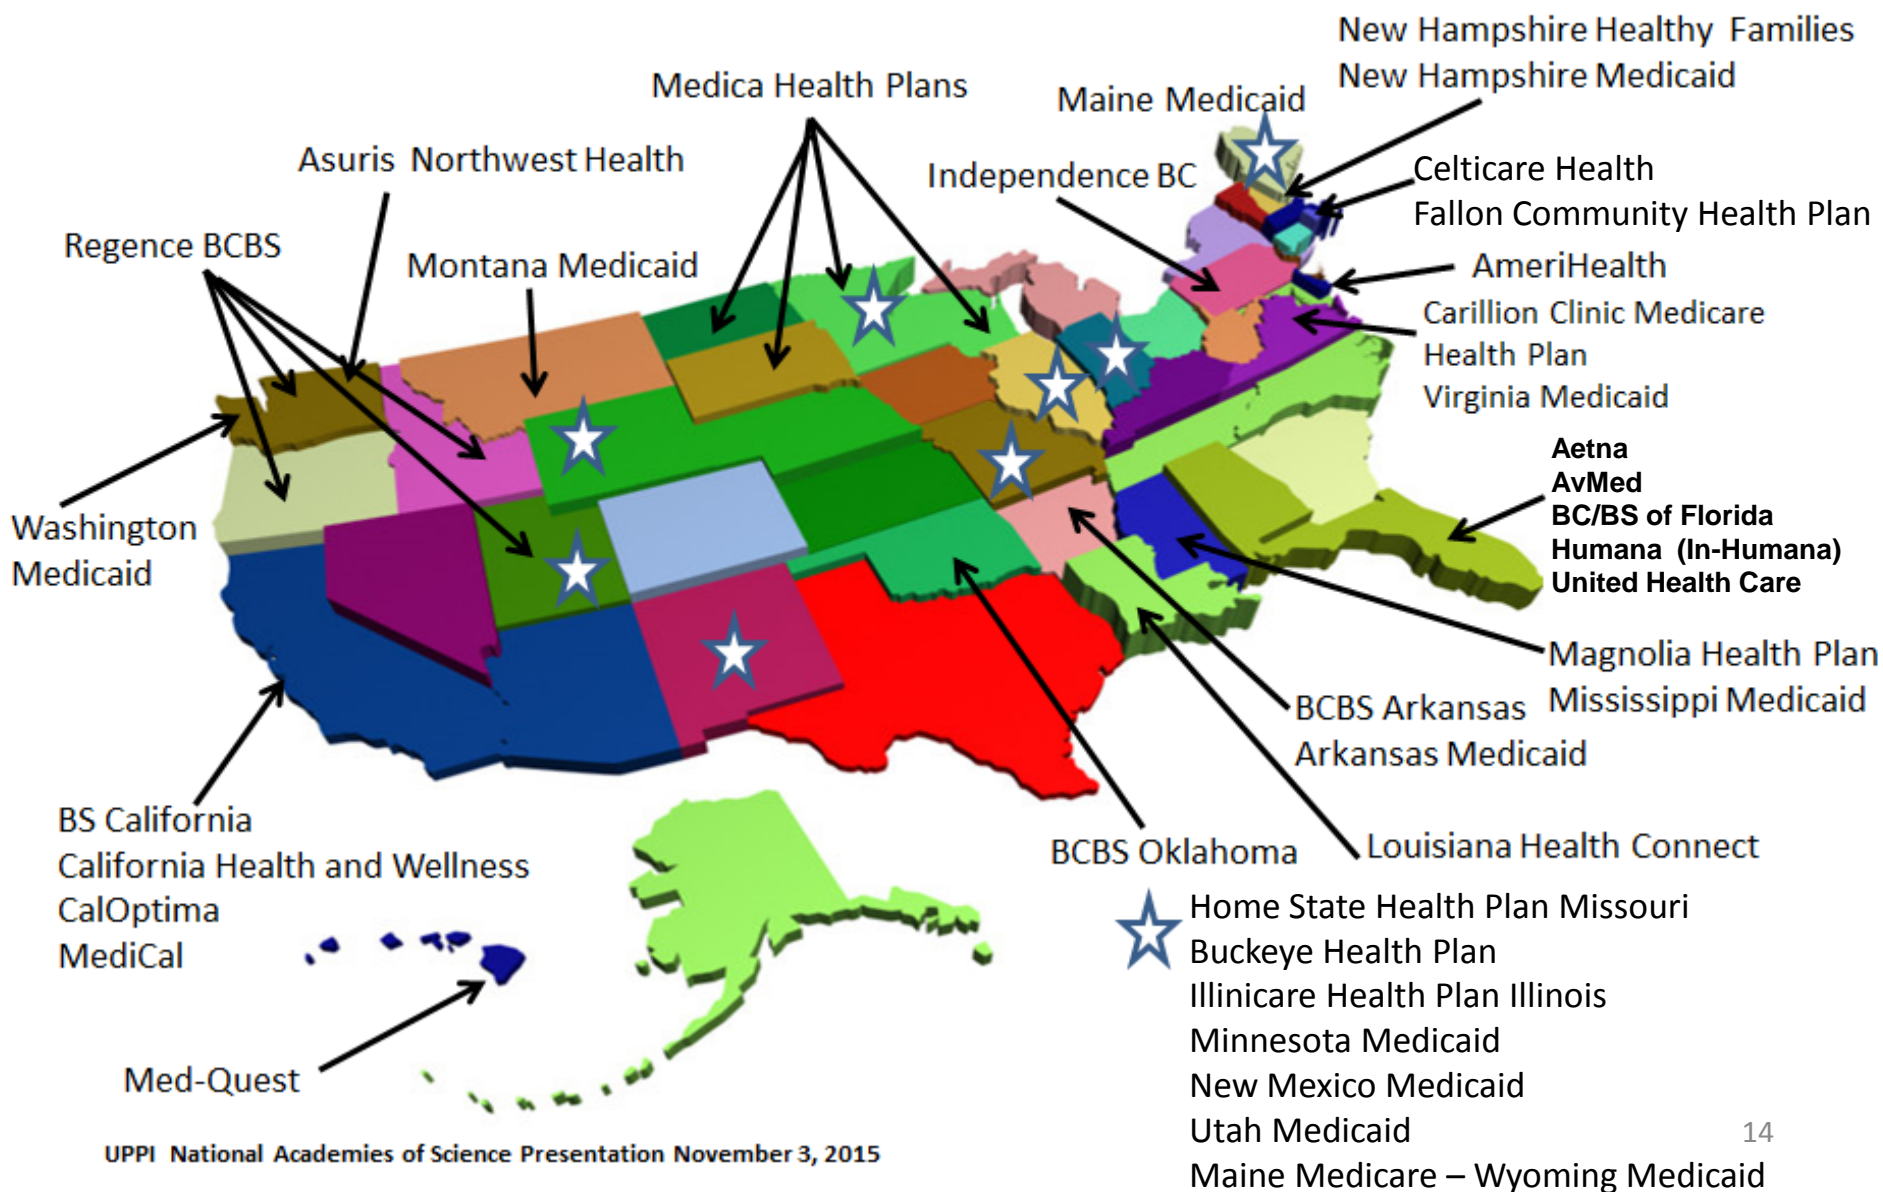 New Hampshire Healthy Families
New Hampshire Medicaid
Medica Health Plans
Maine Medicaid
Asuris Northwest Health
Independence BC
Celticare Health
Fallon Community Health Plan
Regence BCBS
Montana Medicaid
AmeriHealth
Carillion Clinic Medicare
Health Plan
Virginia Medicaid
Aetna
AvMed
BC/BS of Florida
Humana (In-Humana)
United Health Care
Washington
Medicaid
Magnolia Health Plan
Mississippi Medicaid
BCBS Arkansas
Arkansas Medicaid
BS California
California Health and Wellness
CalOptima
MediCal
BCBS Oklahoma
Louisiana Health Connect
Home State Health Plan Missouri
Buckeye Health Plan
Illinicare Health Plan Illinois
Minnesota Medicaid
New Mexico Medicaid
Utah Medicaid
Maine Medicare – Wyoming Medicaid
Med-Quest
UPPI National Academies of Science Presentation November 3, 2015
14